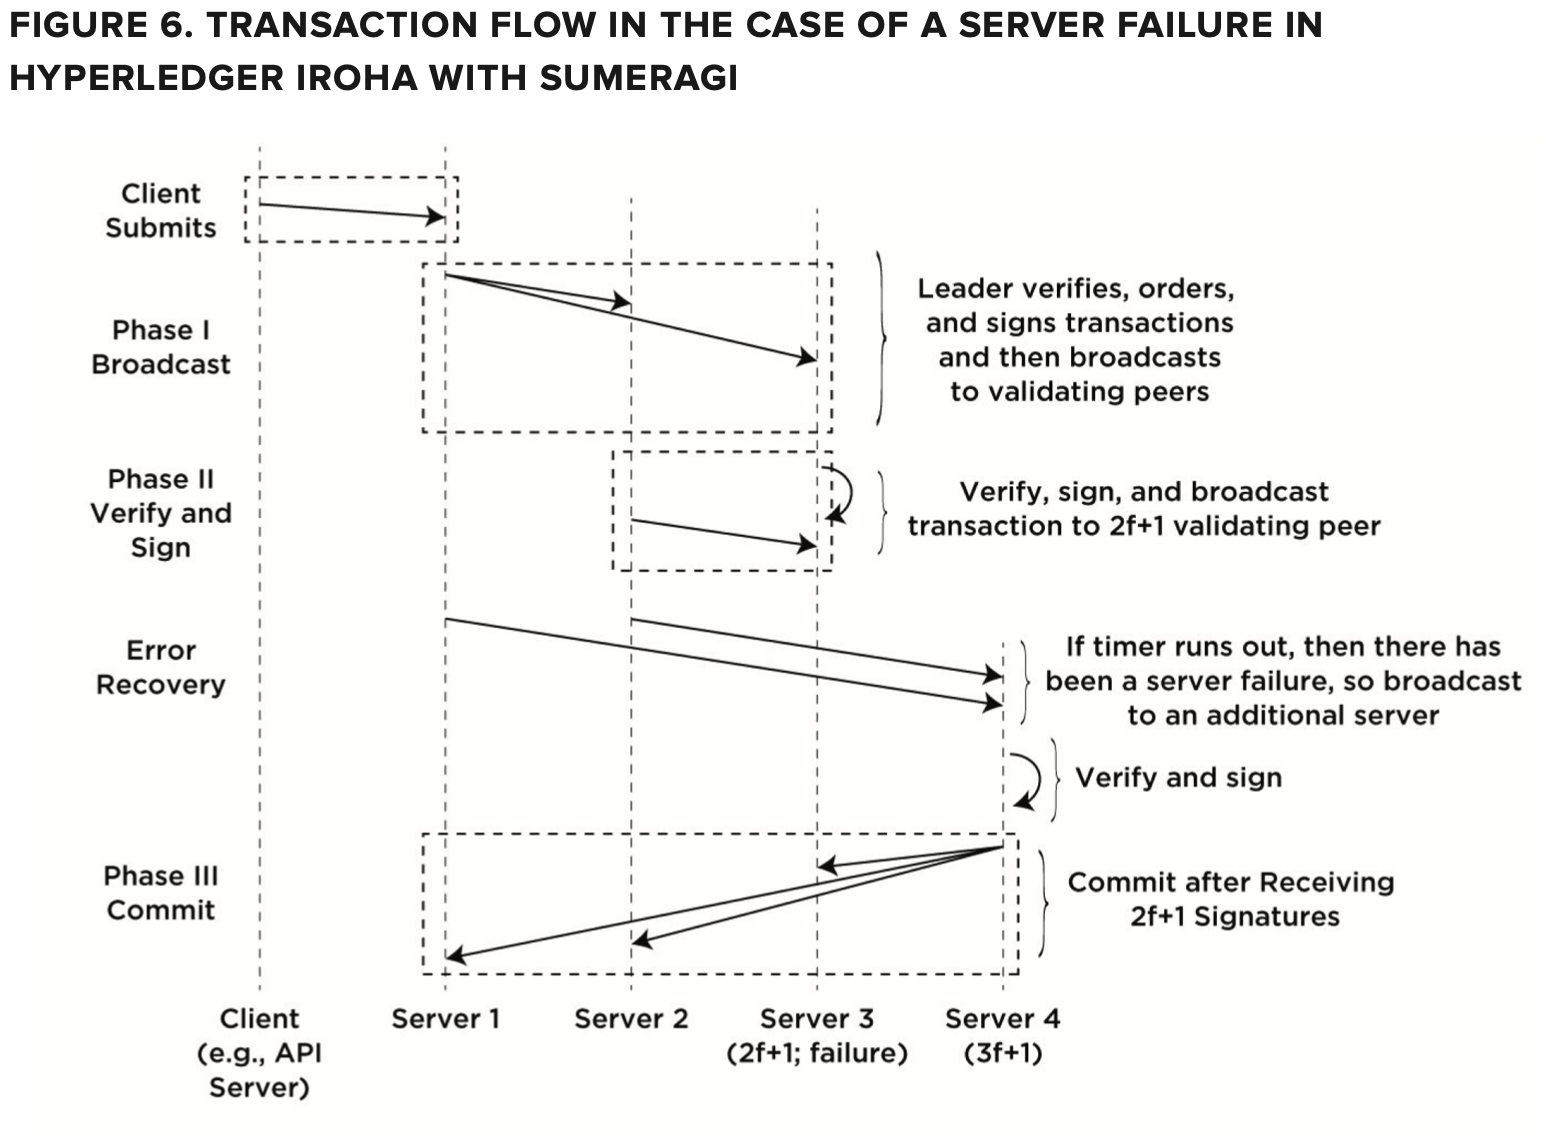 FIGURE 6. TRANSACTION FLOW IN THE CASE OF A SERVER FAILURE IN
HYPERLEDGER IROHA WITH SUMERAGI
Client
Submits
Phase I
Broadcast
Leader verifies, orders,
and signs transactions
and then broadcasts
to validating peers
Phase II
Verify and
Sign
Verify, sign, and broadcast
transaction to 2f+1 validating peer
Error
Recovery
If timer runs out, then there has
been a server failure, so broadcast
to an additional server
Verify and sign
Phase III
Commit
Commit after Receiving
2f+1 Signatures
Client
(e.g., API
Server)
Server 1
Server 2
Server 3
(2f+1; failure)
Server 4
(3f+1)